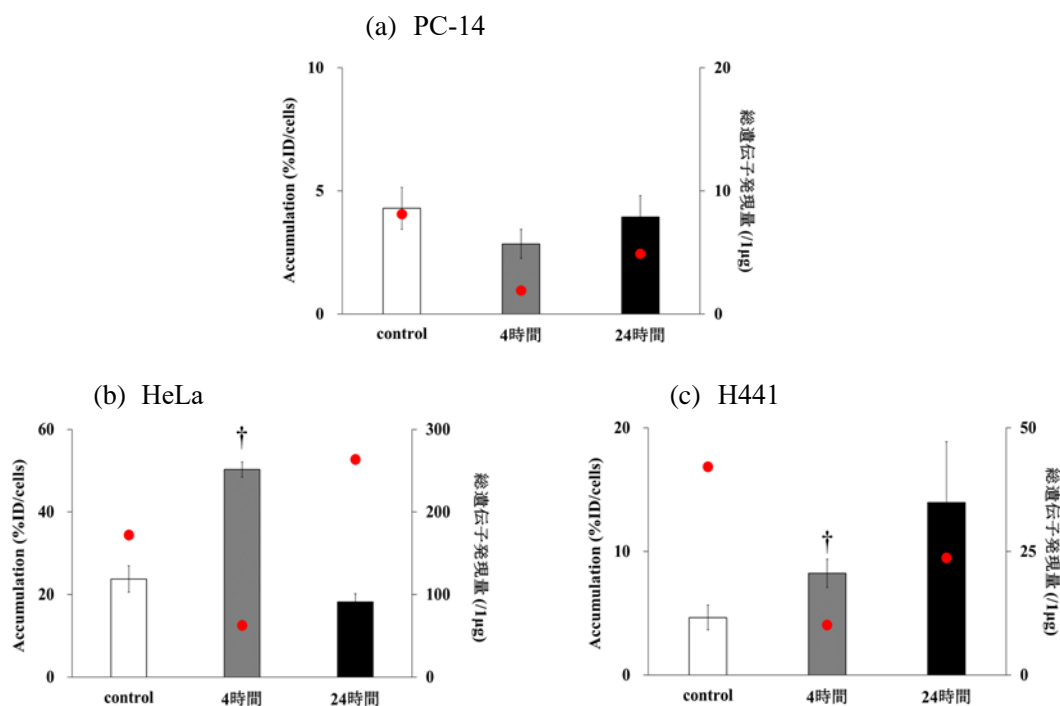 (a) PC-14
10
5
0
Accumulation (%ID/cells)
20
10
0
総遺伝子発現量 (/1μg)
control
4時間
24時間
(b) HeLa
60
40
20
0
Accumulation (%ID/cells)
†
300
200
100
0
総遺伝子発現量 (/1μg)
control
4時間
24時間
(c) H441
20
10
0
Accumulation (%ID/cells)
†
50
25
0
総遺伝子発現量 (/1μg)
control
4時間
24時間